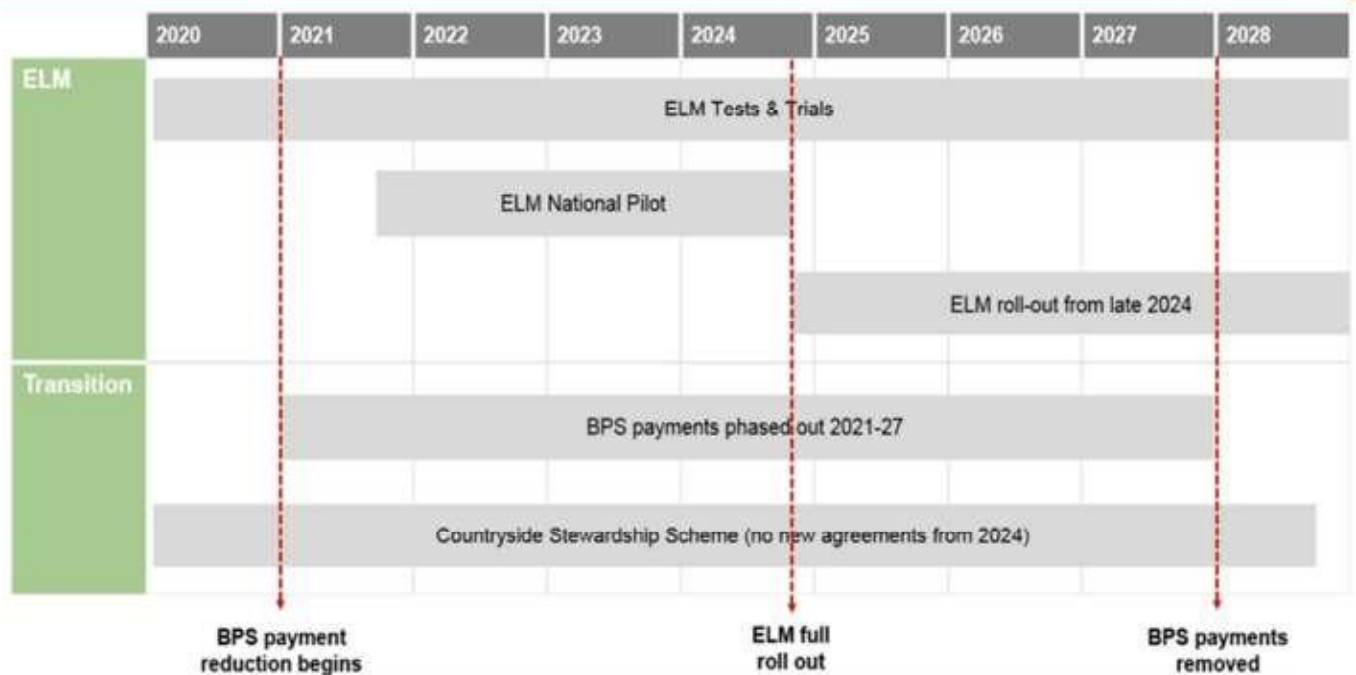 2020 2021 2022 2023 2024 2025 2026 2027 2028
ELM
ELM Tests & Trials
ELM National Pilot
ELM roll-out from late 2024
Transition
BPS payments phased out 2021-27
Countryside Stewardship Scheme (no new agreements from 2024)
BPS payment
reduction begins
ELM full
roll out
BPS payments
removed